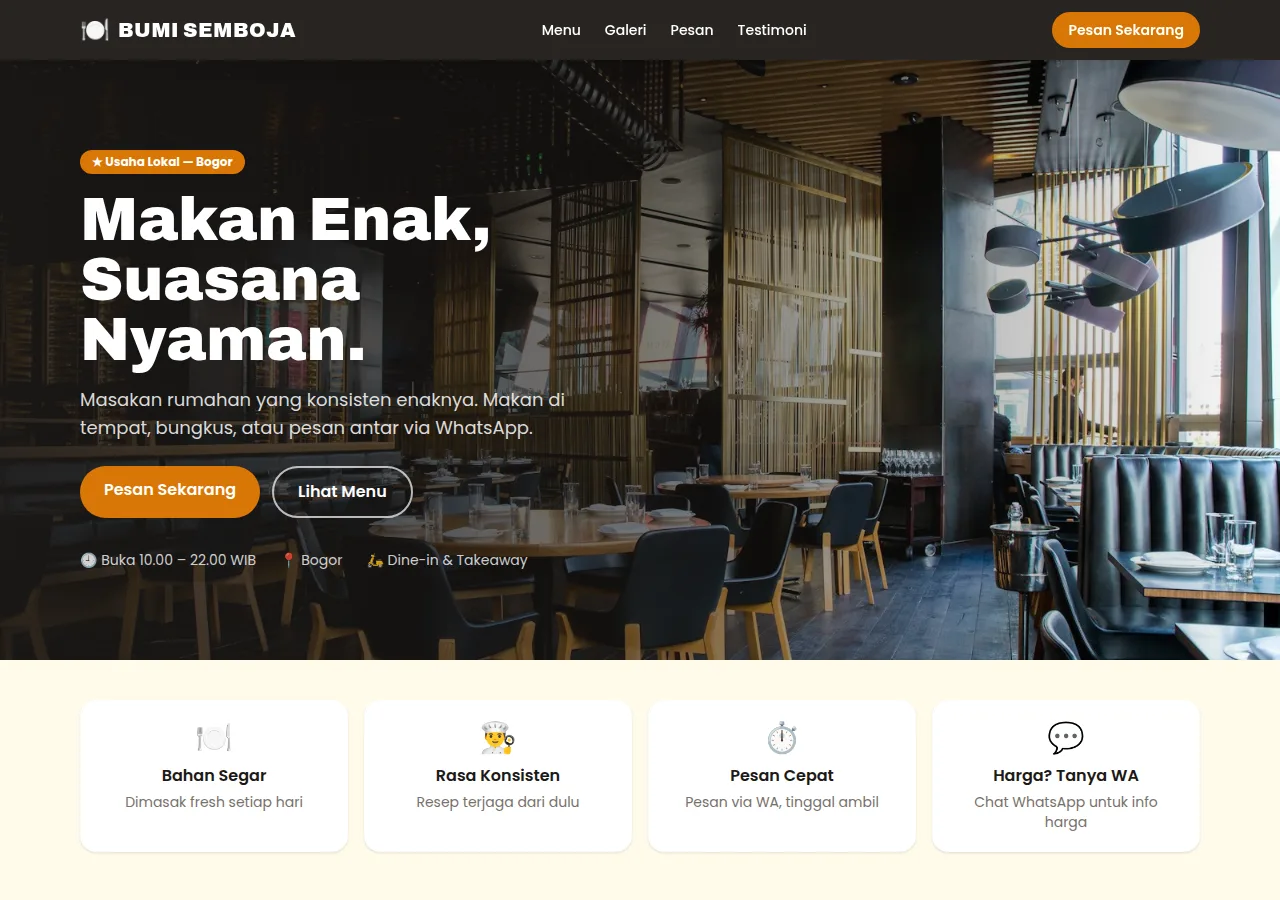 BUMI SEMBOJA
Menu
Galeri
Pesan
Testimoni
Pesan Sekarang
★ Usaha Lokal — Bogor
Makan Enak,
Suasana
Nyaman.
Masakan rumahan yang konsisten enaknya. Makan di
tempat, bungkus, atau pesan antar via WhatsApp.
Pesan Sekarang
Lihat Menu
Buka 10.00 – 22.00 WIB
Bogor
Dine-in & Takeaway
Bahan Segar
Dimasak fresh setiap hari
Rasa Konsisten
Resep terjaga dari dulu
Pesan Cepat
Pesan via WA, tinggal ambil
Harga? Tanya WA
Chat WhatsApp untuk info
harga